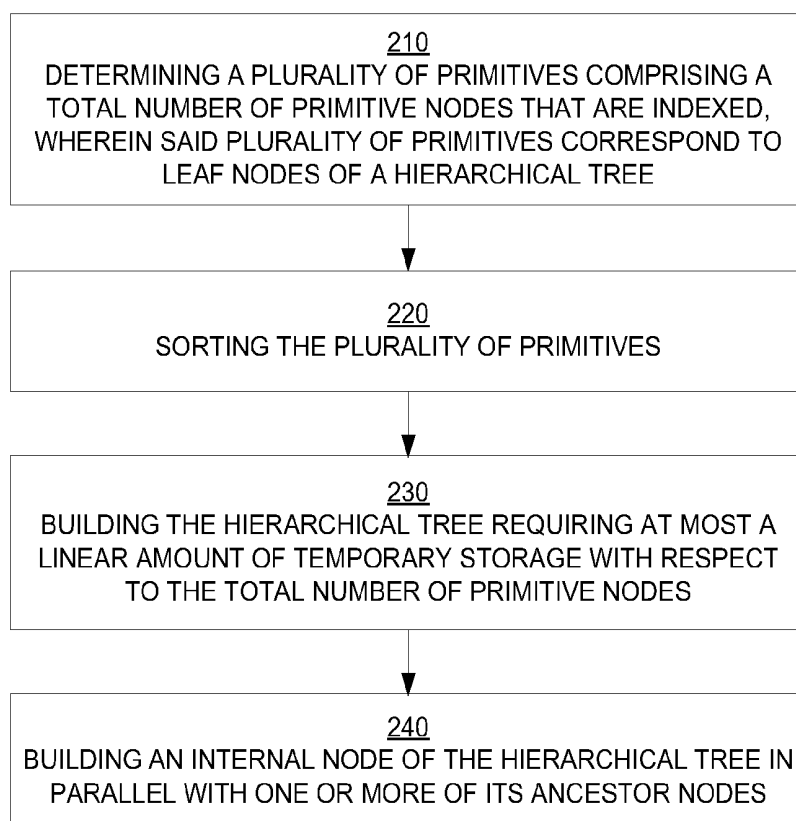 210
DETERMINING A PLURALITY OF PRIMITIVES COMPRISING A
TOTAL NUMBER OF PRIMITIVE NODES THAT ARE INDEXED,
WHEREIN SAID PLURALITY OF PRIMITIVES CORRESPOND TO
LEAF NODES OF A HIERARCHICAL TREE
220
SORTING THE PLURALITY OF PRIMITIVES
230
BUILDING THE HIERARCHICAL TREE REQUIRING AT MOST A
LINEAR AMOUNT OF TEMPORARY STORAGE WITH RESPECT
TO THE TOTAL NUMBER OF PRIMITIVE NODES
240
BUILDING AN INTERNAL NODE OF THE HIERARCHICAL TREE IN
PARALLEL WITH ONE OR MORE OF ITS ANCESTOR NODES